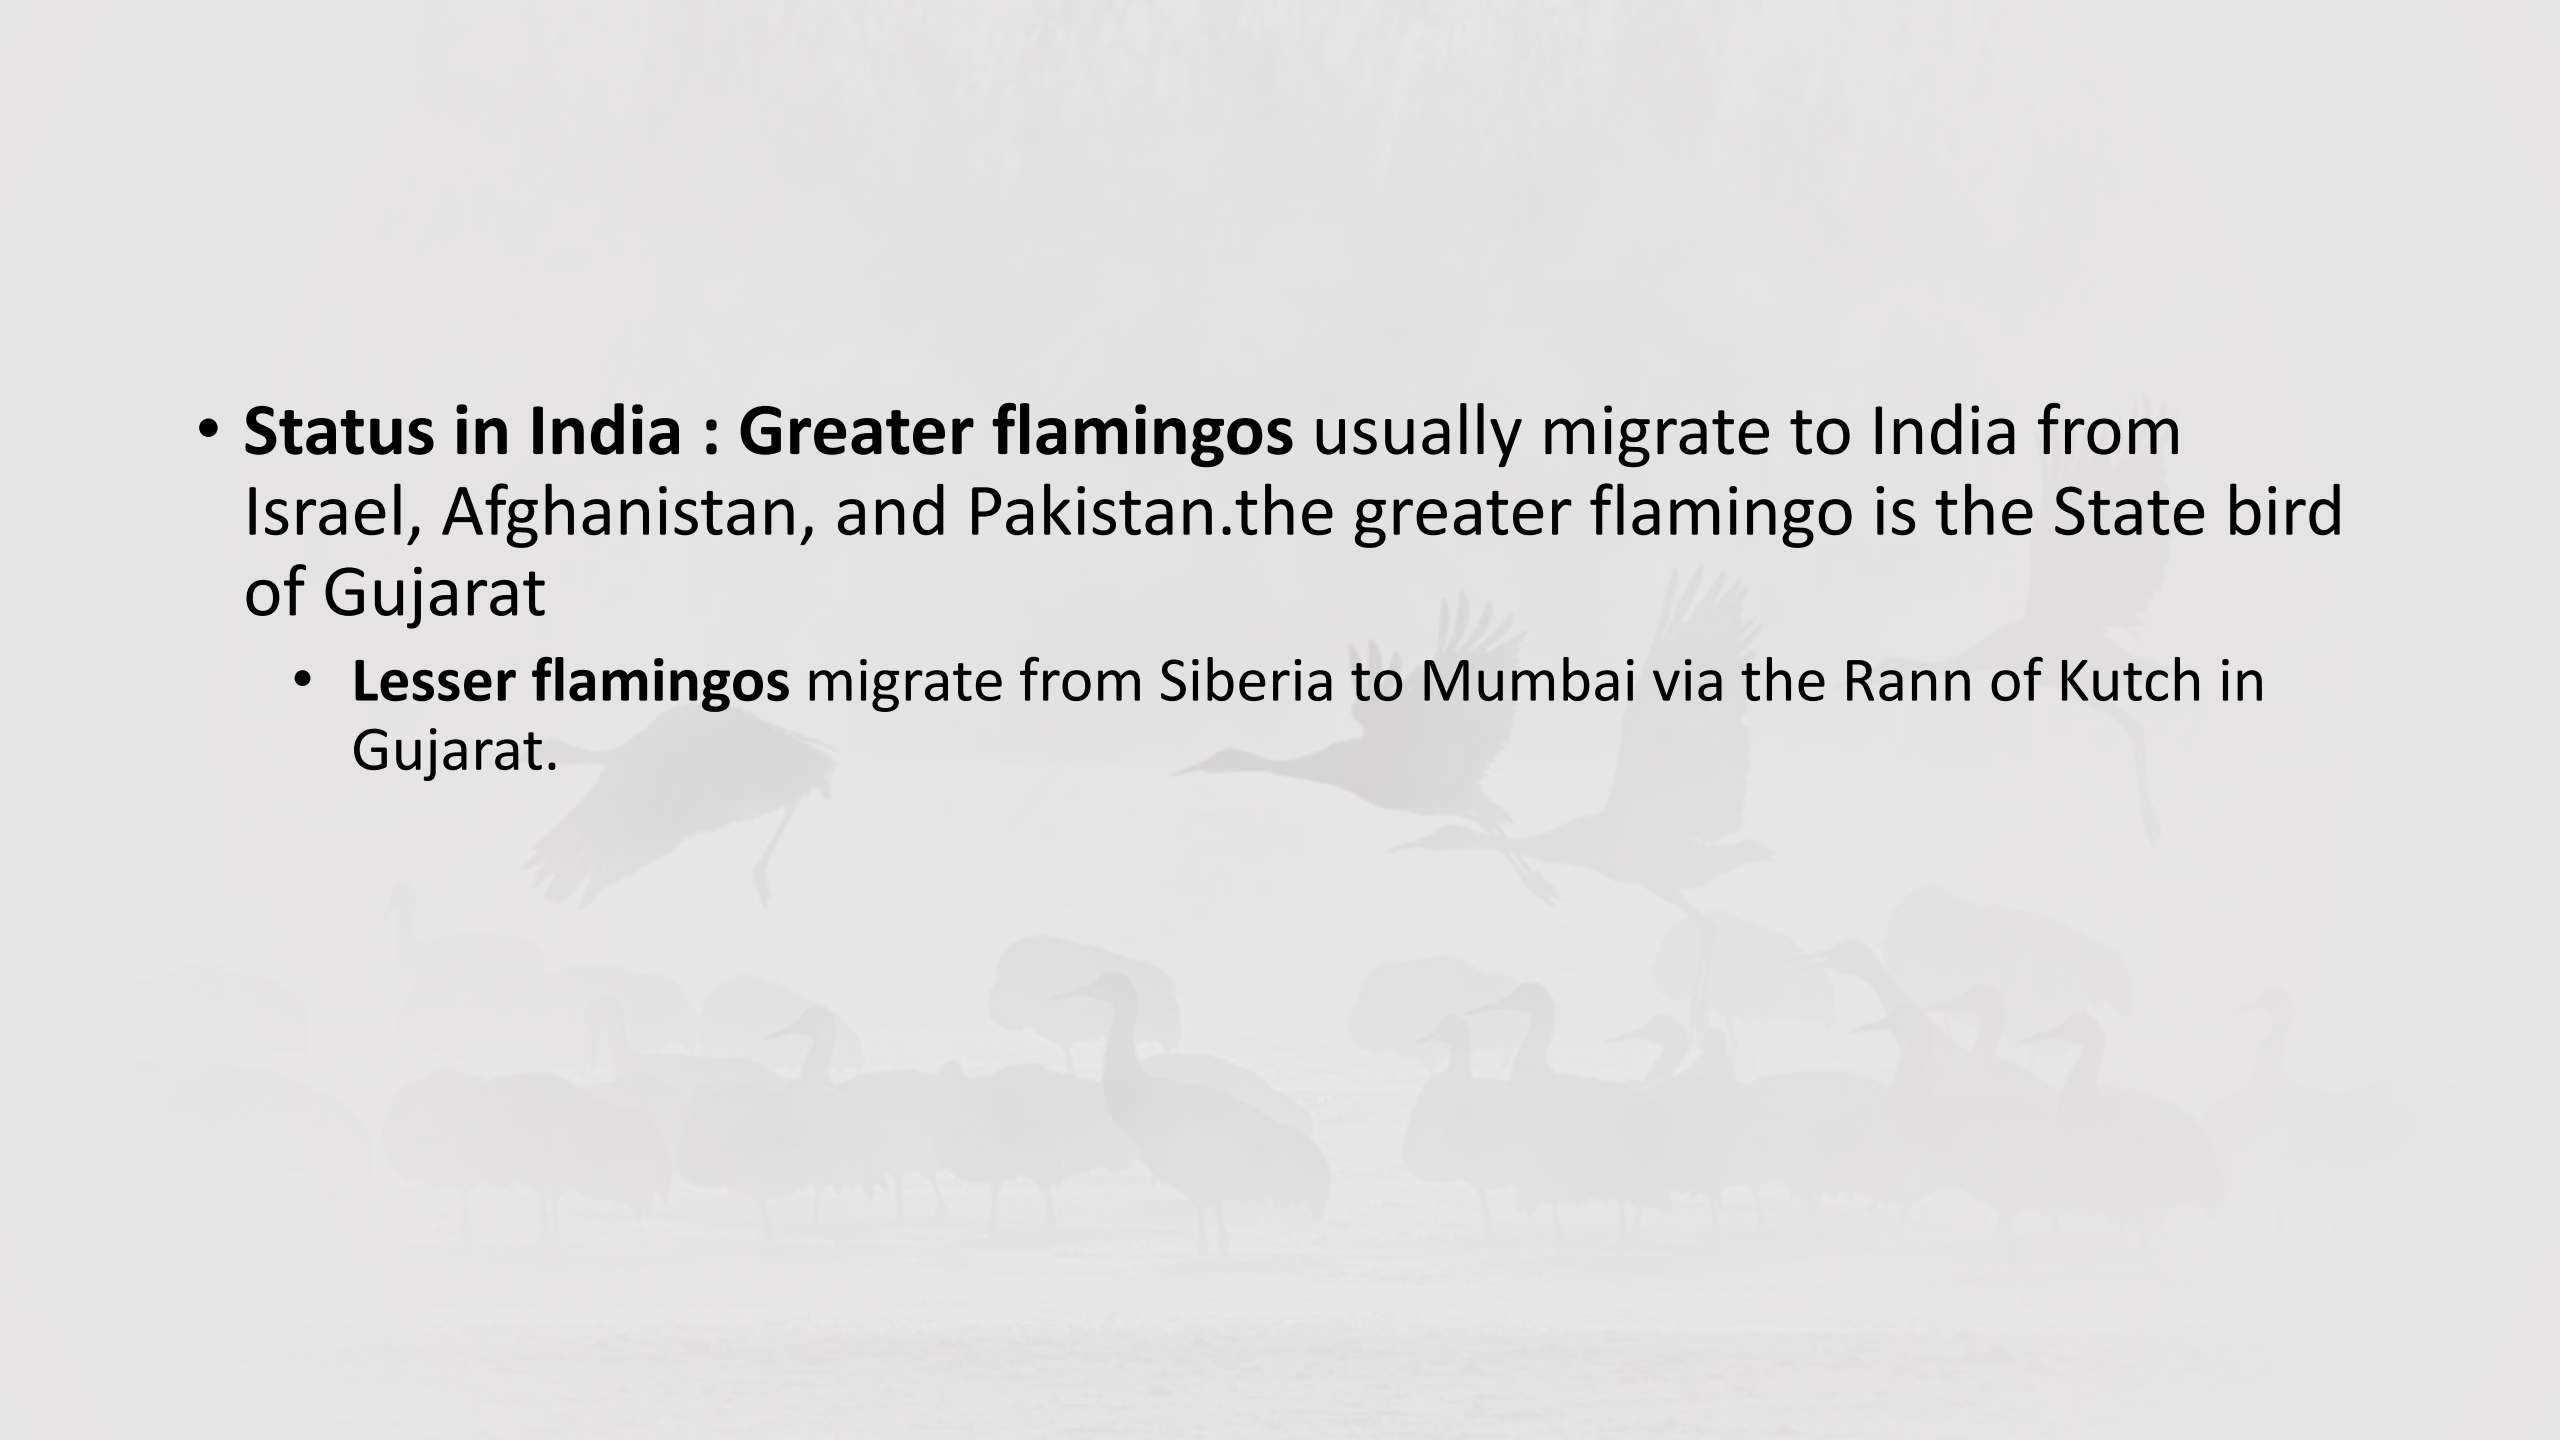 • Status in India : Greater flamingos usually migrate to India from
Israel, Afghanistan, and Pakistan.the greater flamingo is the State bird
of Gujarat
• Lesser flamingos migrate from Siberia to Mumbai via the Rann of Kutch in
Gujarat.